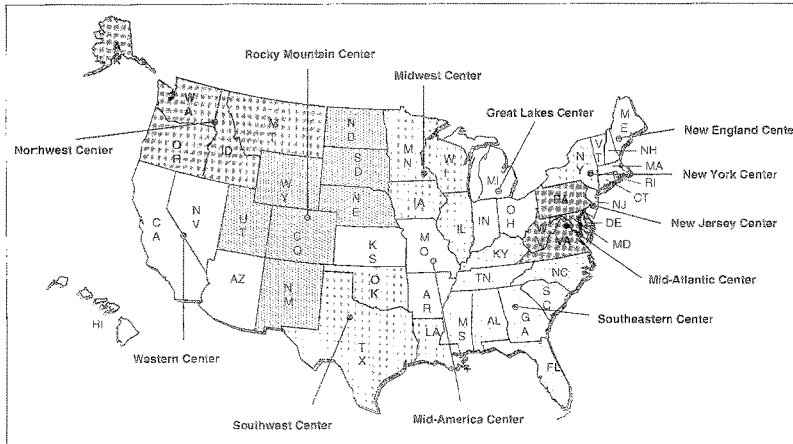 Rocky Mountain Center
Midwest Center
Great Lakes Center
New England Cente
New York Center
New Jersey Center
Mid-Atlantic Center
Southeastern Center
Northwest Center
Western Center
Southwest Center
Mid-America Center
A
WA
OR
ID
MT
WY
ND
SD
NE
UT
CO
NM
CA
NV
AZ
HI
KS
OK
TX
MN
IA
MO
AR
LA
WI
IL
MI
IN
OH
KY
TN
MS
AL
GA
FL
SC
NC
W
VA
PA
NY
VT
ME
NH
MA
RI
CT
NJ
DE
MD